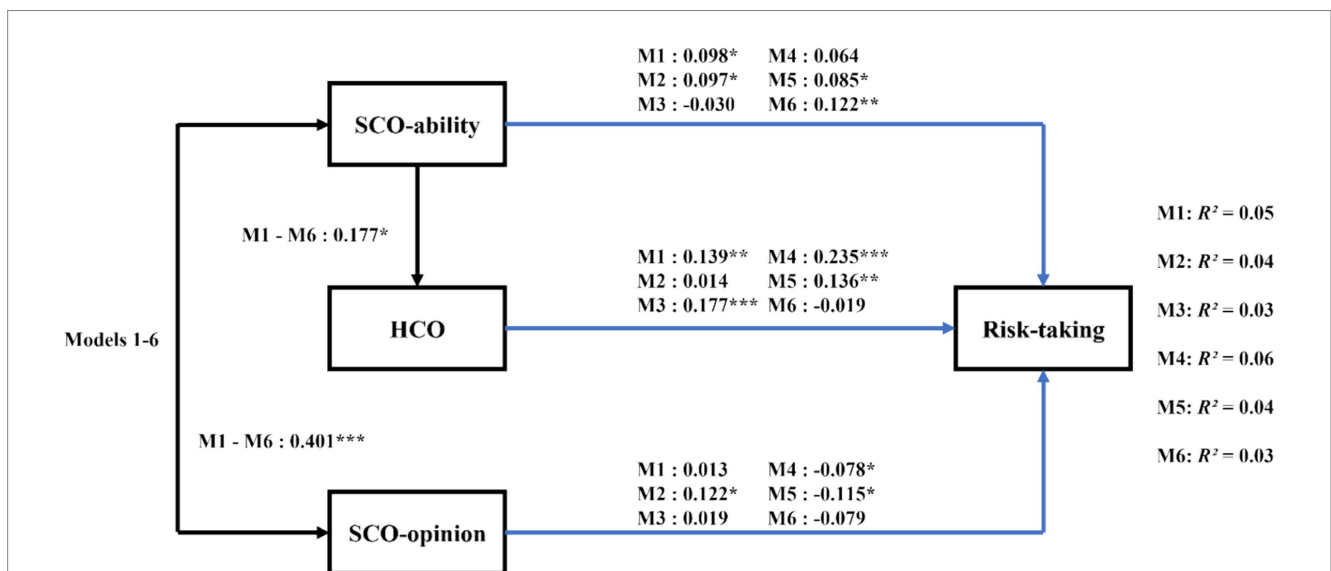 M1 : 0.098* M4 : 0.064
M2 : 0.097* M5 : 0.085*
M3 : -0.030 M6 : 0.122**
SCO-ability
M1 - M6 : 0.177*
M1 : 0.139** M4 : 0.235***
M2 : 0.014 M5 : 0.136**
M3 : 0.177*** M6 : -0.019
HCO
Risk-taking
Models 1-6
M1: R² = 0.05
M2: R² = 0.04
M3: R² = 0.03
M4: R² = 0.06
M5: R² = 0.04
M6: R² = 0.03
M1 - M6 : 0.401***
M1 : 0.013 M4 : -0.078*
M2 : 0.122* M5 : -0.115*
M3 : 0.019 M6 : -0.079
SCO-opinion